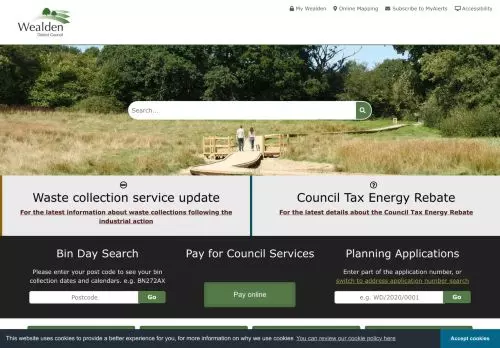 Wealden
District Council
My Wealden
Online Mapping
Subscribe to MyAlerts
Accessibility
Search...
Waste collection service update
For the latest information about waste collections following the
industrial action
Council Tax Energy Rebate
For the latest details about the Council Tax Energy Rebate
Bin Day Search
Please enter your post code to see your bin
collection dates and calendars. e.g. BN272AX
Postcode
Go
Pay for Council Services
Pay online
Planning Applications
Enter part of the application number, or
switch to address application number search
e.g. WD/2020/0001
Go
This website uses cookies to provide a better experience for you, for more information on why we use cookies
You can review our cookie policy here
Accept cookies